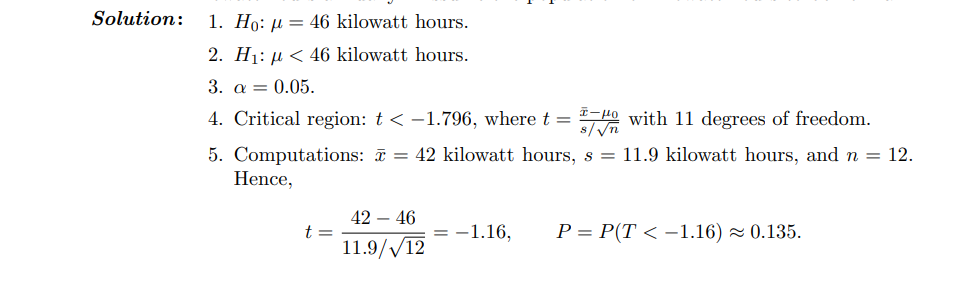 Solution: 1. H₀: μ = 46 kilowatt hours.
2. H₁: μ < 46 kilowatt hours.
3. α = 0.05.
4. Critical region: t < −1.796, where t = (x̄−μ₀)/(s/√n) with 11 degrees of freedom.
5. Computations: x̄ = 42 kilowatt hours, s = 11.9 kilowatt hours, and n = 12.
Hence,
t = (42 − 46)/(11.9/√12) = −1.16, P = P(T < −1.16) ≈ 0.135.